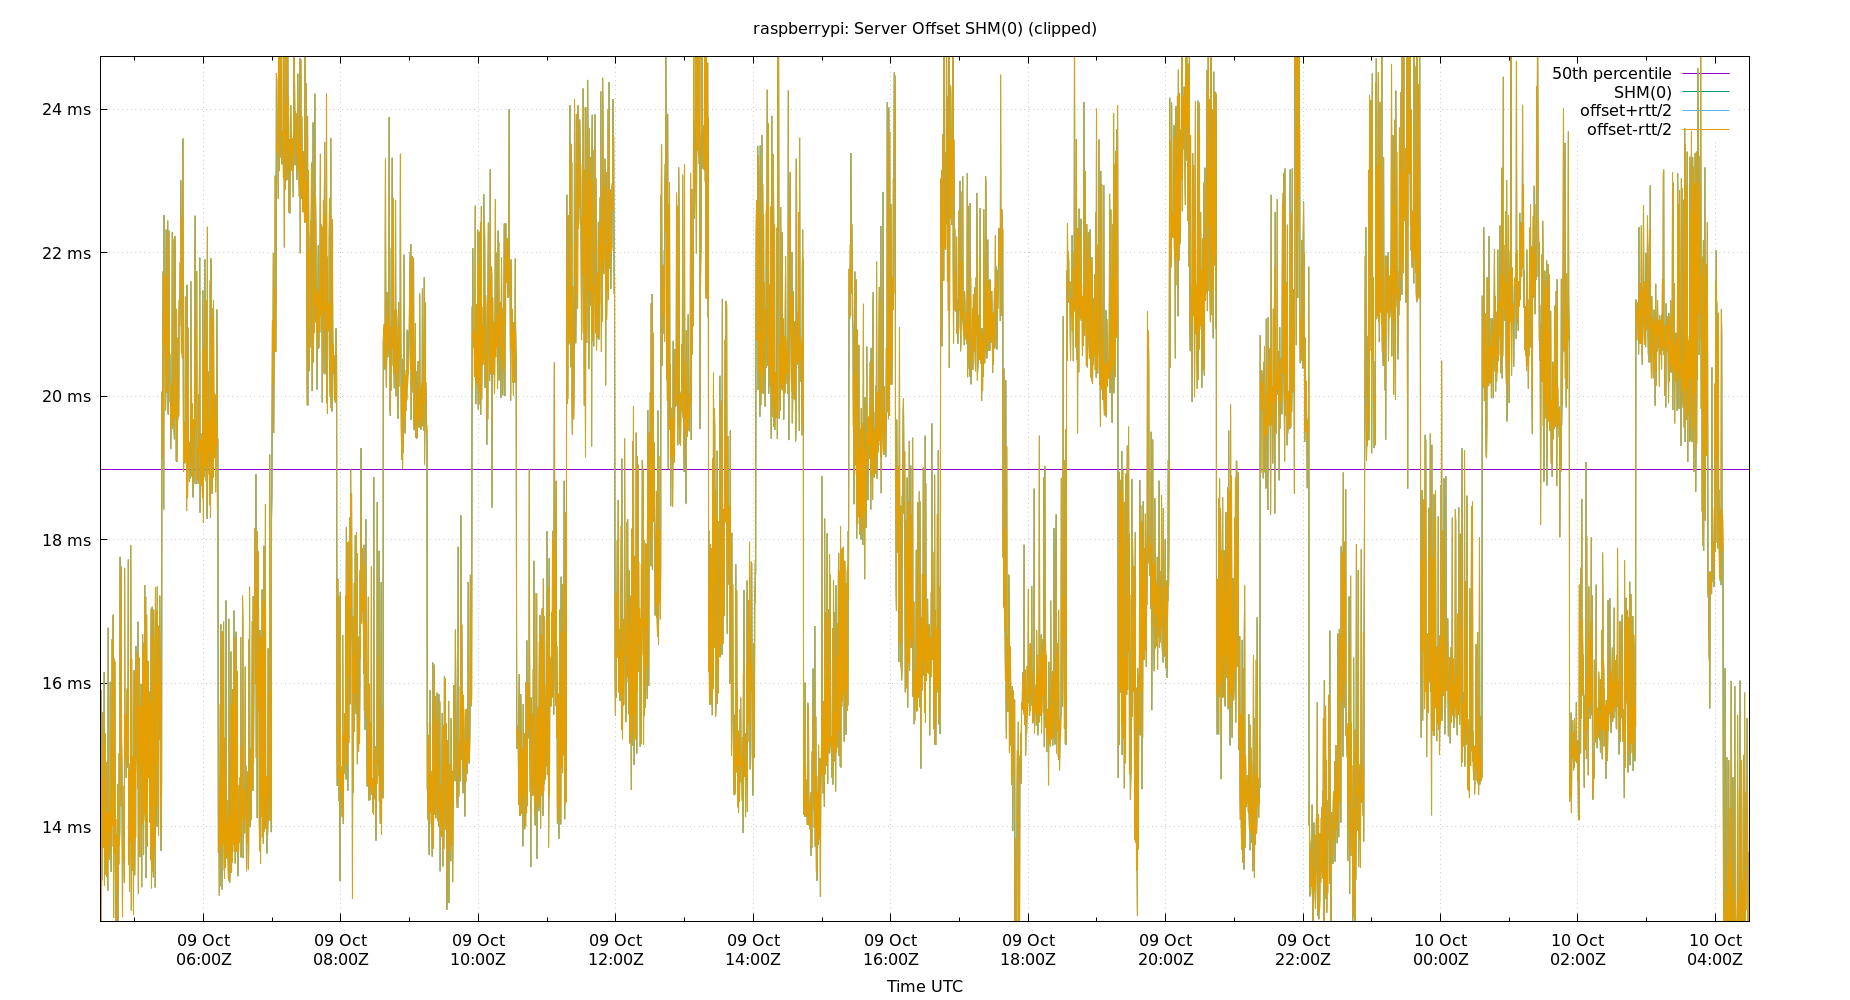 raspberrypi: Server Offset SHM(0) (clipped)
50th percentile
SHM(0)
offset+rtt/2
offset-rtt/2
24 ms
22 ms
20 ms
18 ms
16 ms
14 ms
09 Oct 09 Oct 09 Oct 09 Oct 09 Oct 09 Oct 09 Oct 09 Oct 09 Oct 10 Oct 10 Oct 10 Oct
06:00Z 08:00Z 10:00Z 12:00Z 14:00Z 16:00Z 18:00Z 20:00Z 22:00Z 00:00Z 02:00Z 04:00Z
Time UTC